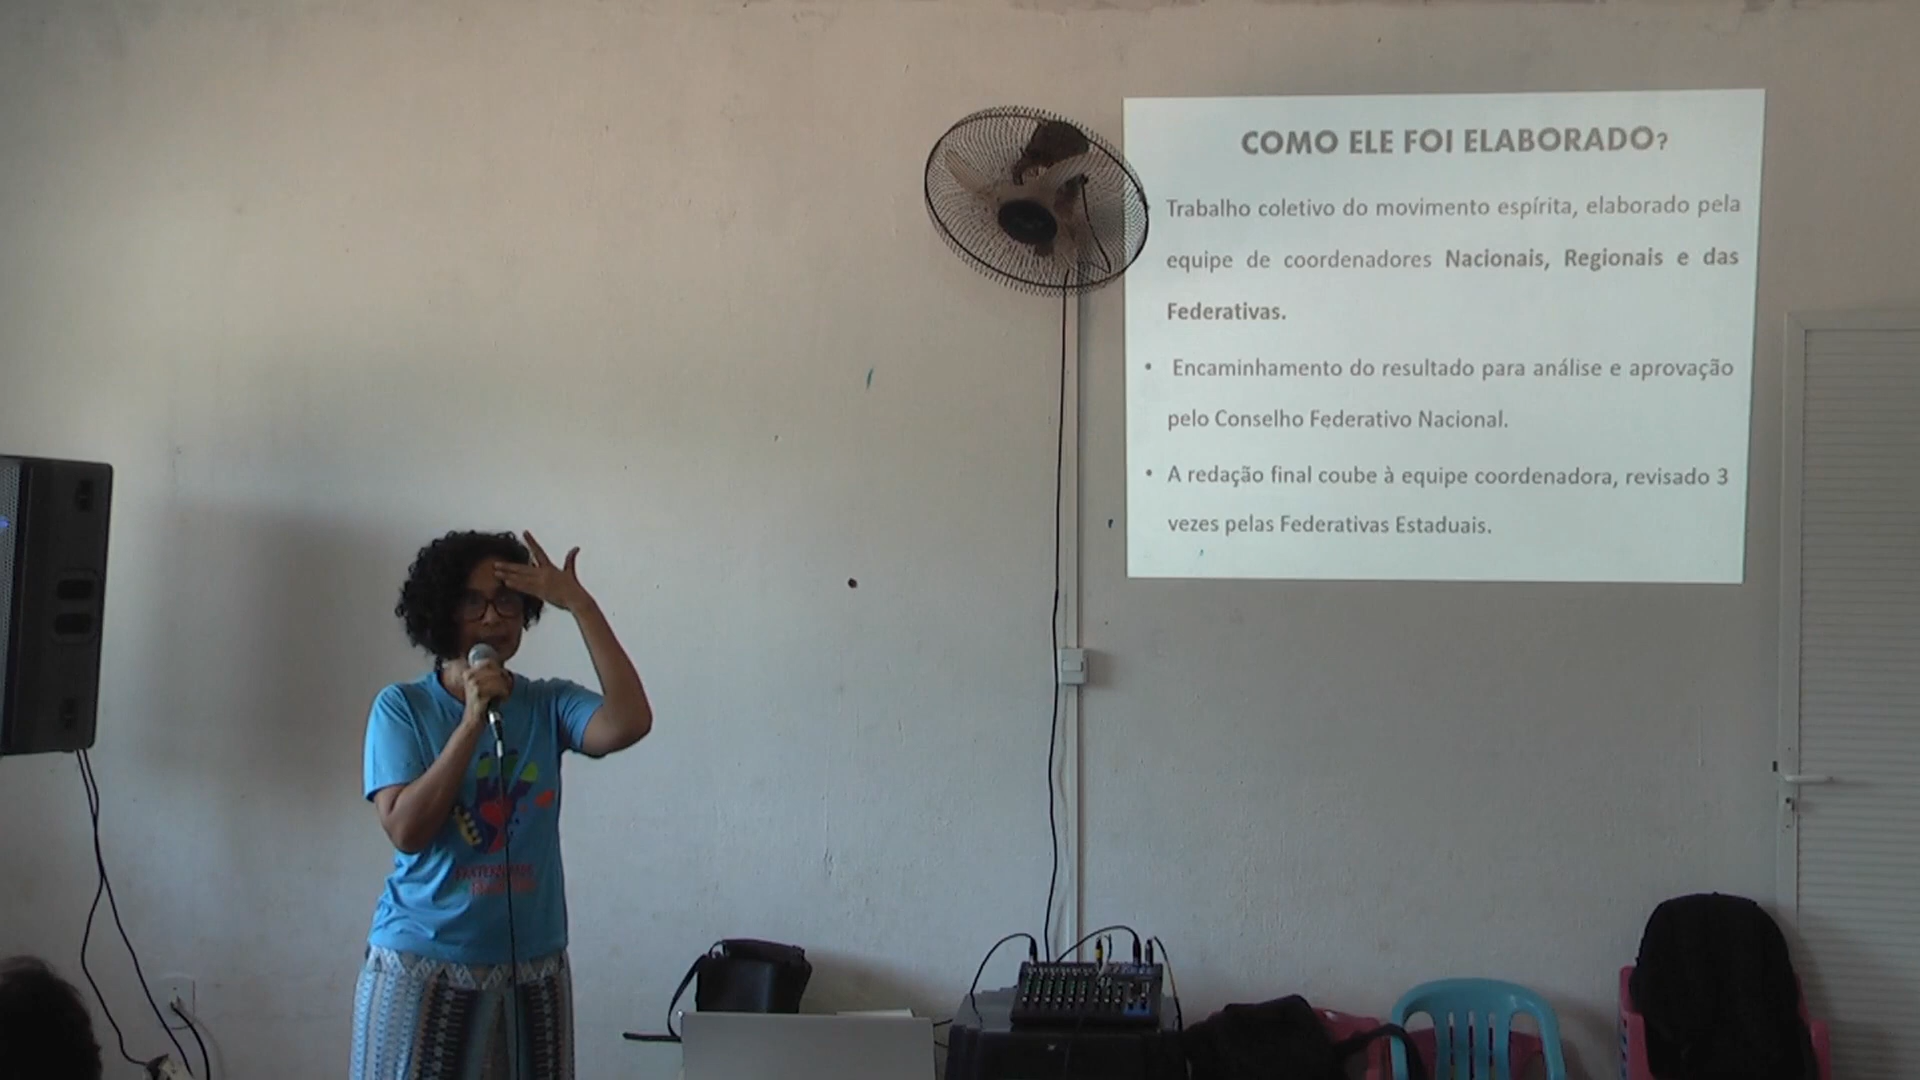 COMO ELE FOI ELABORADO?
Trabalho coletivo do movimento espírita, elaborado pela
equipe de coordenadores Nacionais, Regionais e das
Federativas.
• Encaminhamento do resultado para análise e aprovação
pelo Conselho Federativo Nacional.
• A redação final coube à equipe coordenadora, revisado 3
vezes pelas Federativas Estaduais.